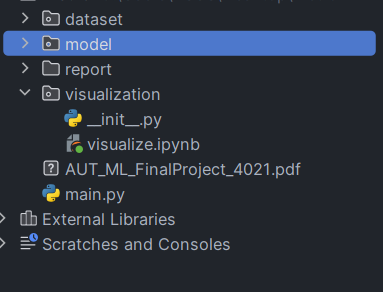 dataset
model
report
visualization
__init__.py
visualize.ipynb
AUT_ML_FinalProject_4021.pdf
main.py
External Libraries
Scratches and Consoles